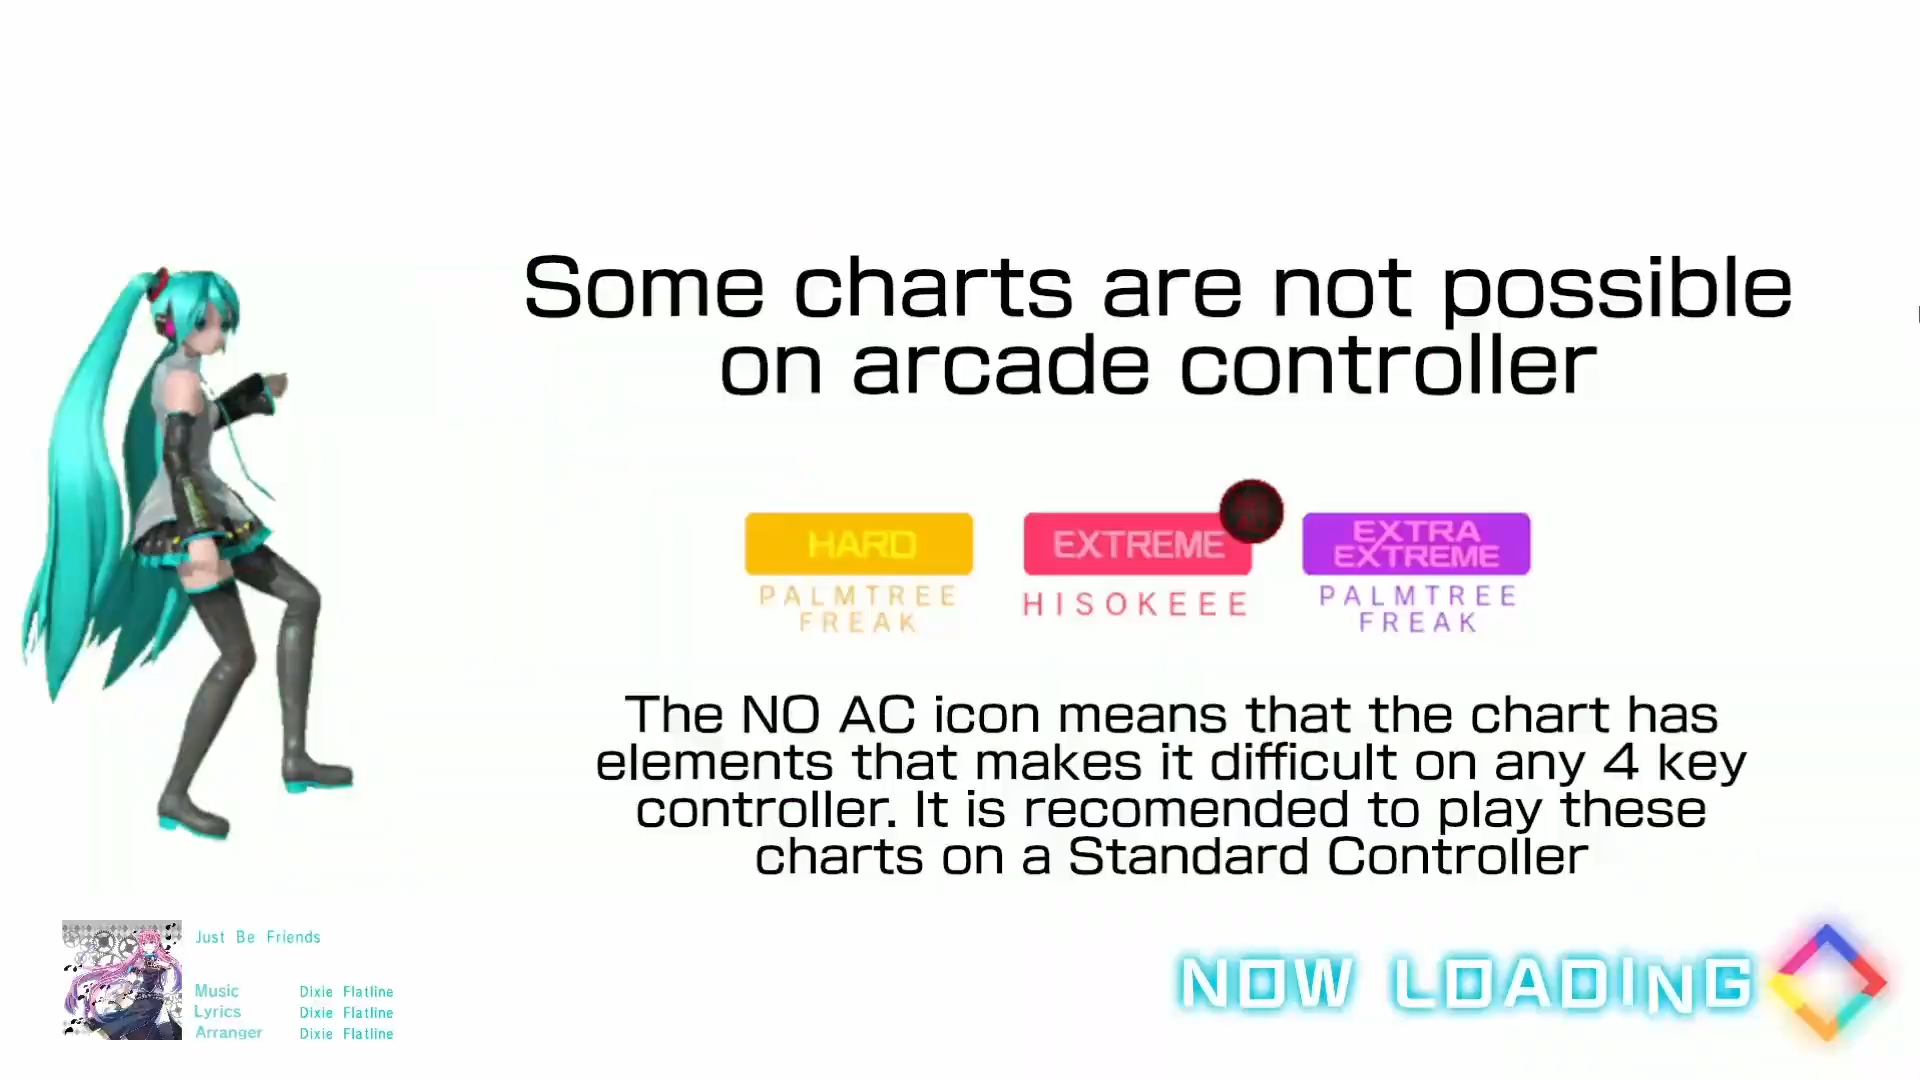 Some charts are not possible
on arcade controller
HARD
PALMTREE
FREAK
EXTREME
HISOKEEE
EXTRA
EXTREME
PALMTREE
FREAK
The NO AC icon means that the chart has
elements that makes it difficult on any 4 key
controller. It is recomended to play these
charts on a Standard Controller
Just Be Friends
Music Dixie Flatline
Lyrics Dixie Flatline
Arranger Dixie Flatline
NOW LOADING